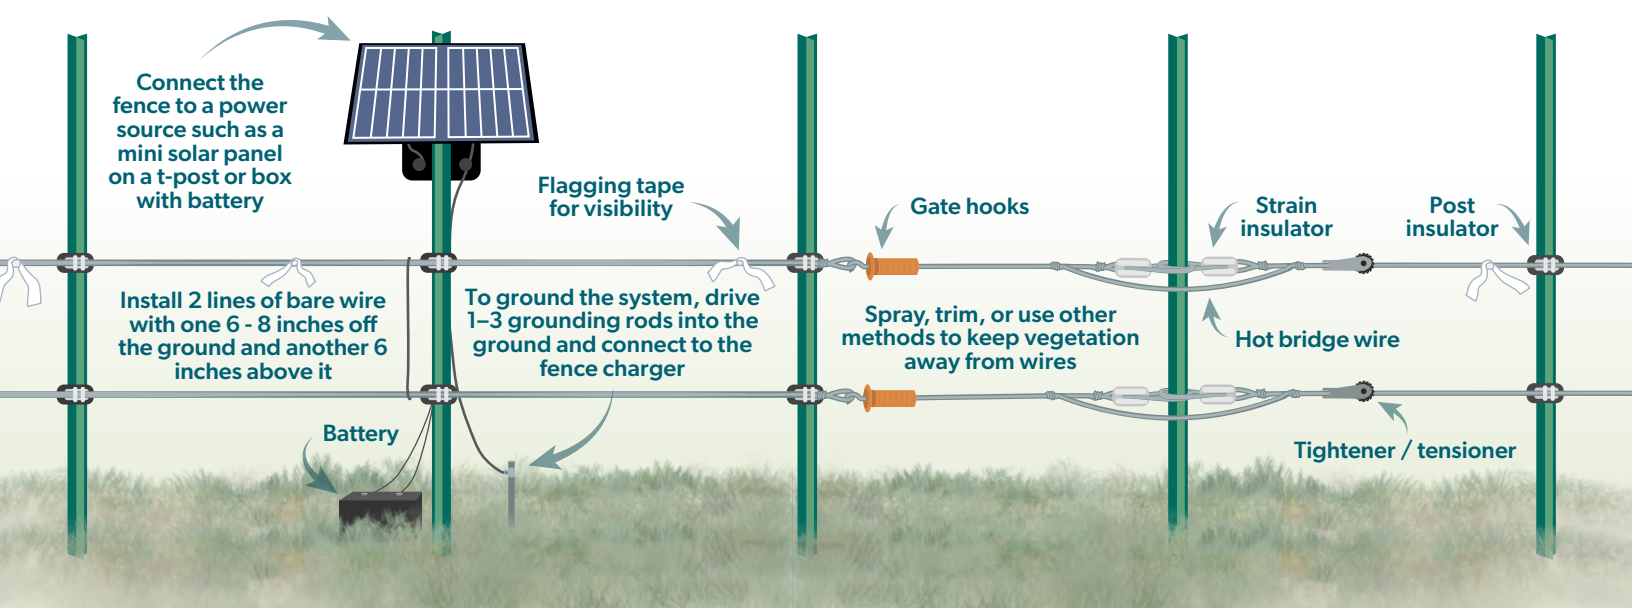 Connect the
fence to a power
source such as a
mini solar panel
on a t-post or box
with battery
Flagging tape
for visibility
Gate hooks
Strain
insulator
Post
insulator
Install 2 lines of bare wire
with one 6 - 8 inches off
the ground and another 6
inches above it
To ground the system, drive
1–3 grounding rods into the
ground and connect to the
fence charger
Spray, trim, or use other
methods to keep vegetation
away from wires
Hot bridge wire
Battery
Tightener / tensioner